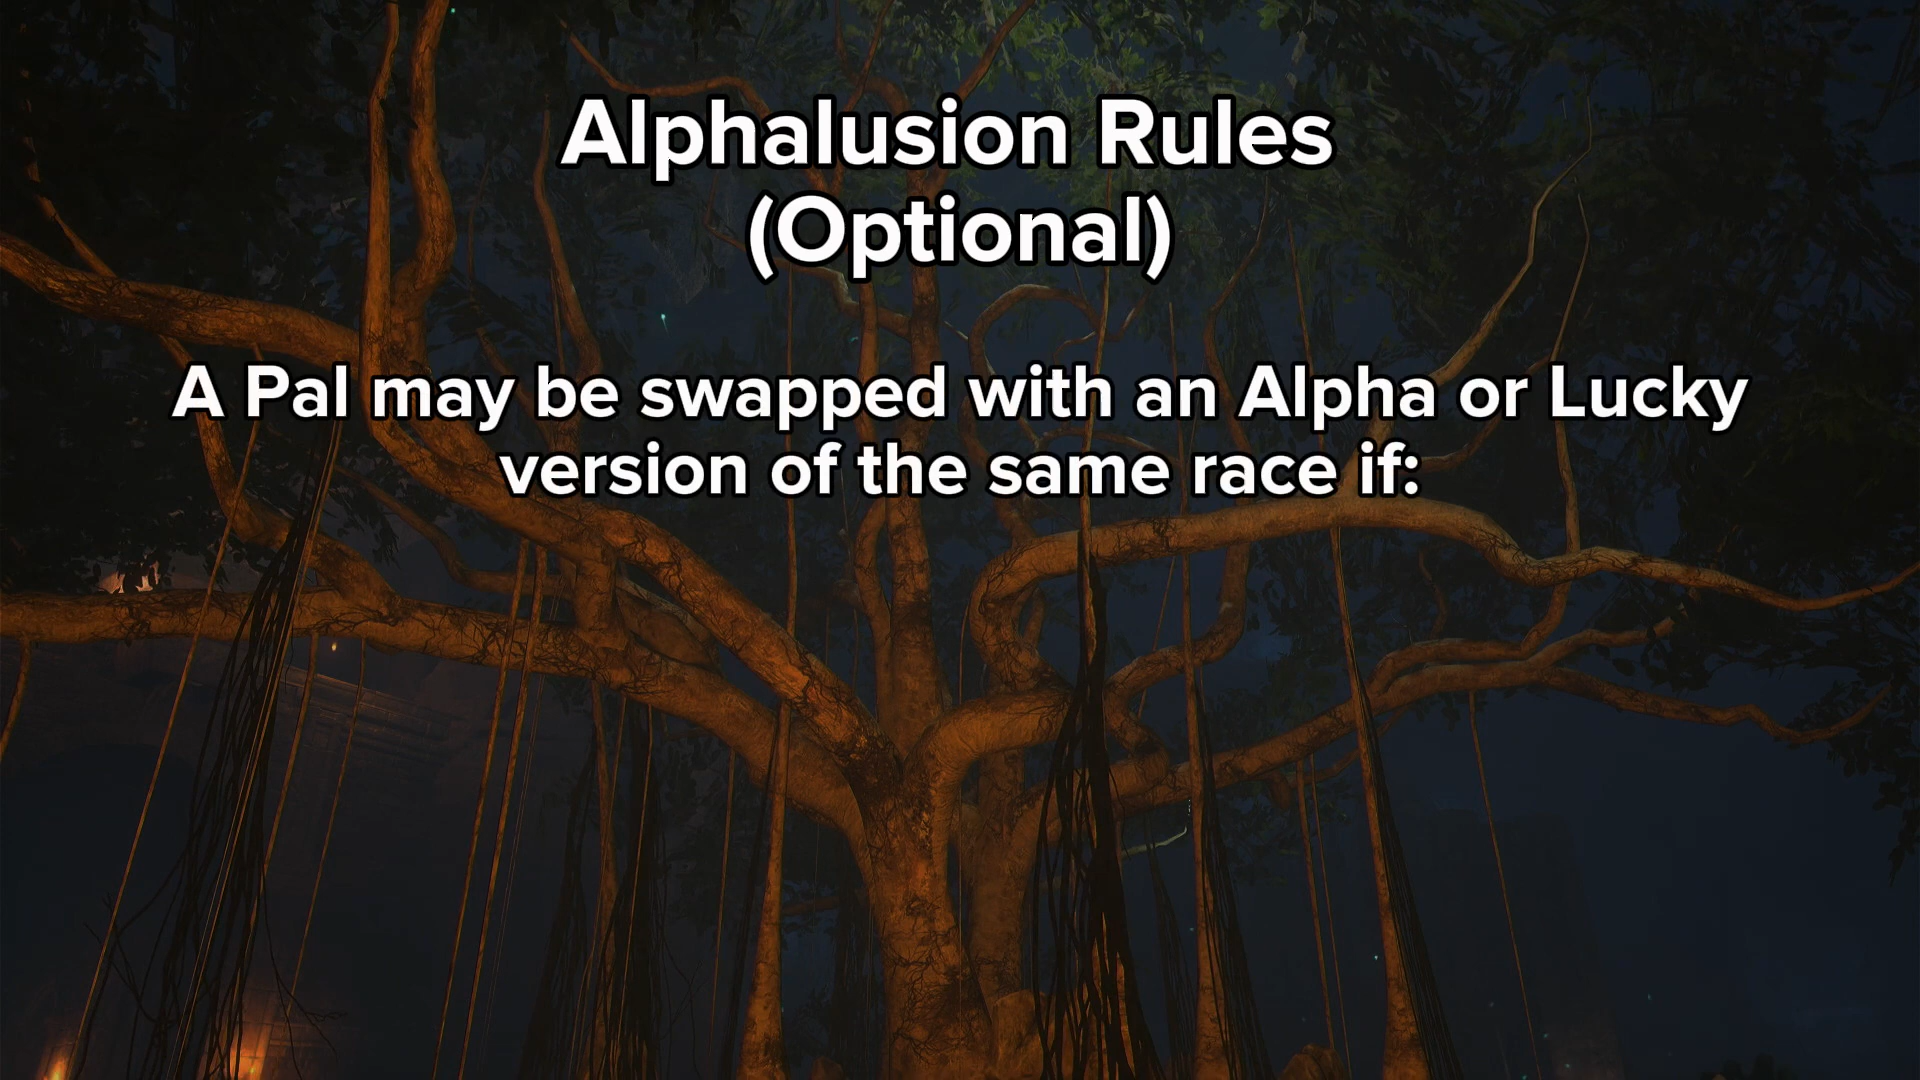 Alphalusion Rules
(Optional)
A Pal may be swapped with an Alpha or Lucky
version of the same race if: